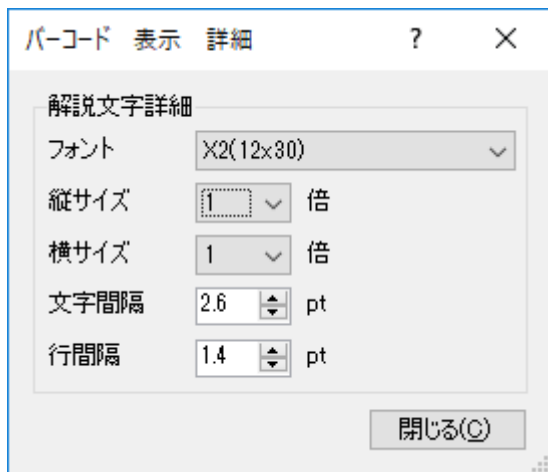 バーコード 表示 詳細 ? ×
解説文字詳細
フォント X2(12x30)
縦サイズ 1 倍
横サイズ 1 倍
文字間隔 2.6 pt
行間隔 1.4 pt
閉じる(C)